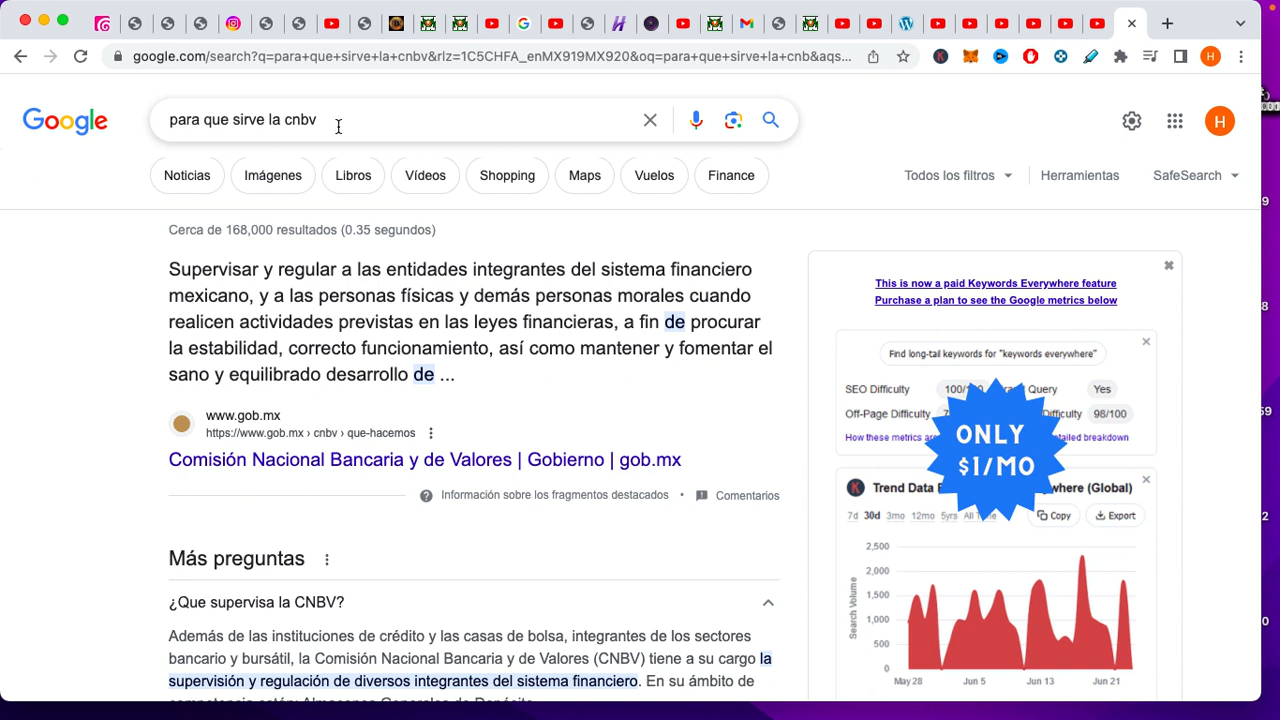 google.com/search?q=para+que+sirve+la+cnbv&rlz=1C5CHFA_enMX919MX920&oq=para+que+sirve+la+cnb&aqs...
H
Google
para que sirve la cnbv
H
Noticias
Imágenes
Libros
Vídeos
Shopping
Maps
Vuelos
Finance
Todos los filtros
Herramientas
SafeSearch
Cerca de 168,000 resultados (0.35 segundos)
Supervisar y regular a las entidades integrantes del sistema financiero
mexicano, y a las personas físicas y demás personas morales cuando
realicen actividades previstas en las leyes financieras, a fin de procurar
la estabilidad, correcto funcionamiento, así como mantener y fomentar el
sano y equilibrado desarrollo de ...
www.gob.mx
https://www.gob.mx › cnbv › que-hacemos
Comisión Nacional Bancaria y de Valores | Gobierno | gob.mx
Información sobre los fragmentos destacados
•
Comentarios
Más preguntas
¿Que supervisa la CNBV?
Además de las instituciones de crédito y las casas de bolsa, integrantes de los sectores
bancario y bursátil, la Comisión Nacional Bancaria y de Valores (CNBV) tiene a su cargo la
supervisión y regulación de diversos integrantes del sistema financiero. En su ámbito de
This is now a paid Keywords Everywhere feature
Purchase a plan to see the Google metrics below
Find long-tail keywords for "keywords everywhere"
SEO Difficulty
Query
Yes
Off-Page Difficulty
98/100
How these metrics
breakdown
ONLY
$1/MO
Trend Data
(Global)
7d
30d
3mo
12mo
5yrs
Copy
Export
Search Volume
2,500
2,000
1,500
1,000
500
0
May 28
Jun 5
Jun 13
Jun 21